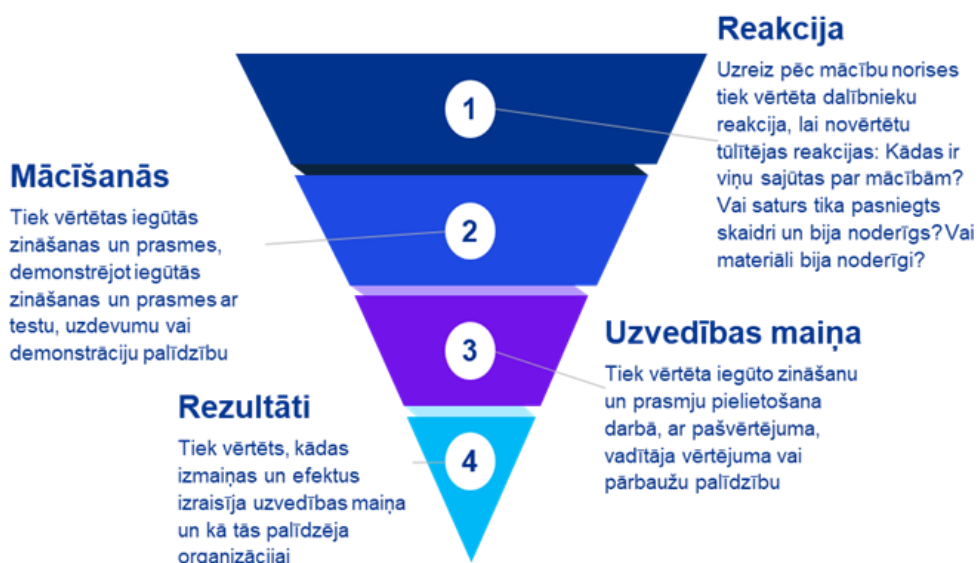 1
Reakcija
Uzreiz pēc mācību norises
tiek vērtēta dalībnieku
reakcija, lai novērtētu
tūlītējas reakcijas: Kādas ir
viņu sajūtas par mācībām?
Vai saturs tika pasniegts
skaidri un bija noderīgs? Vai
materiāli bija noderīgi?
2
Mācīšanās
Tiek vērtētas iegūtās
zināšanas un prasmes,
demonstrējot iegūtās
zināšanas un prasmes ar
testu, uzdevumu vai
demonstrāciju palīdzību
3
Uzvedības maiņa
Tiek vērtēta iegūto zināšanu
un prasmju pielietošana
darbā, ar pašvērtējuma,
vadītāja vērtējuma vai
pārbaužu palīdzību
4
Rezultāti
Tiek vērtēts, kādas
izmaiņas un efektus
izraisīja uzvedības maiņa
un kā tās palīdzēja
organizācijai